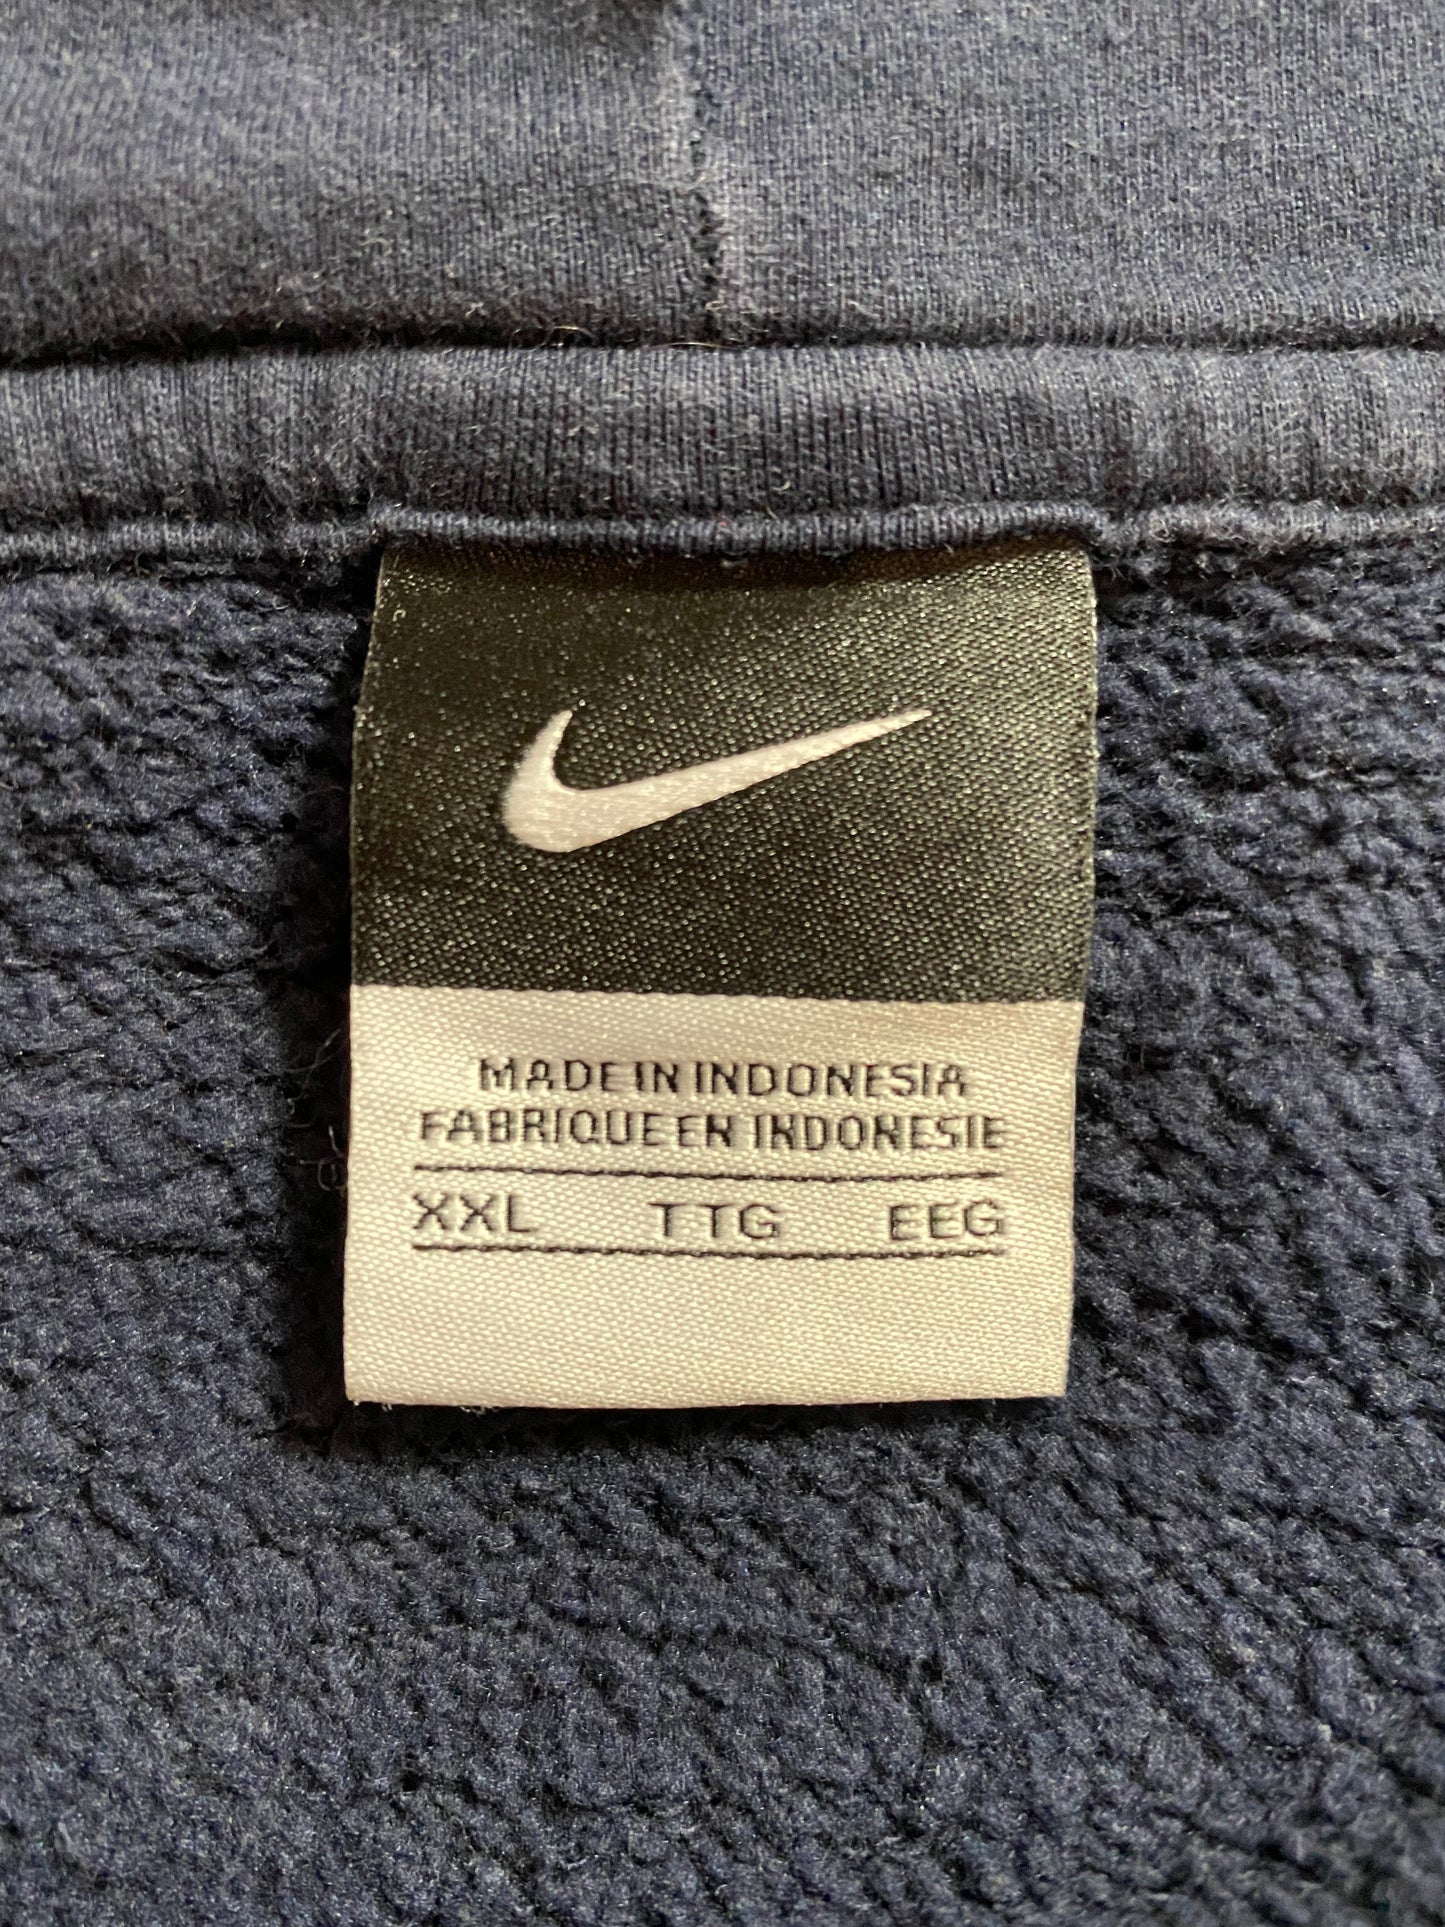 MADE IN INDONESIA
FABRIQUE EN INDONESIE
XXL TTG EEG